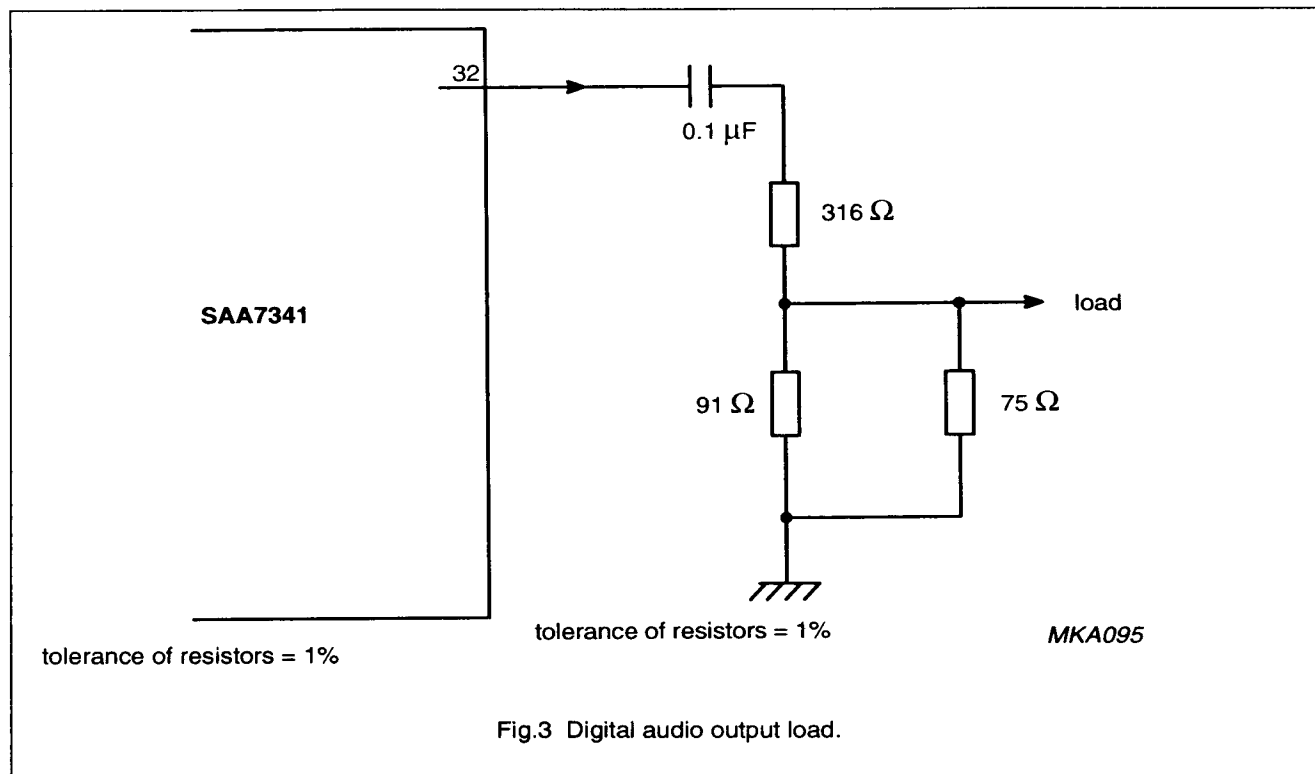 32
0.1 µF
316 Ω
SAA7341
load
91 Ω
75 Ω
tolerance of resistors = 1%
MKA095
tolerance of resistors = 1%
Fig.3 Digital audio output load.